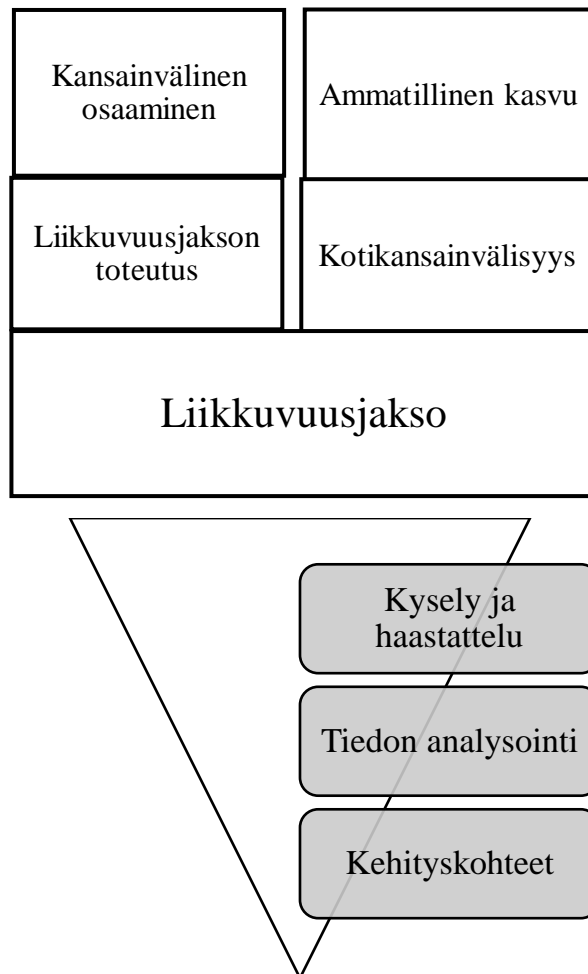 Kansainvälinen
osaaminen
Ammatillinen kasvu
Liikkuvuusjakson
toteutus
Kotikansainvälisyys
Liikkuvuusjakso
Kysely ja
haastattelu
Tiedon analysointi
Kehityskohteet